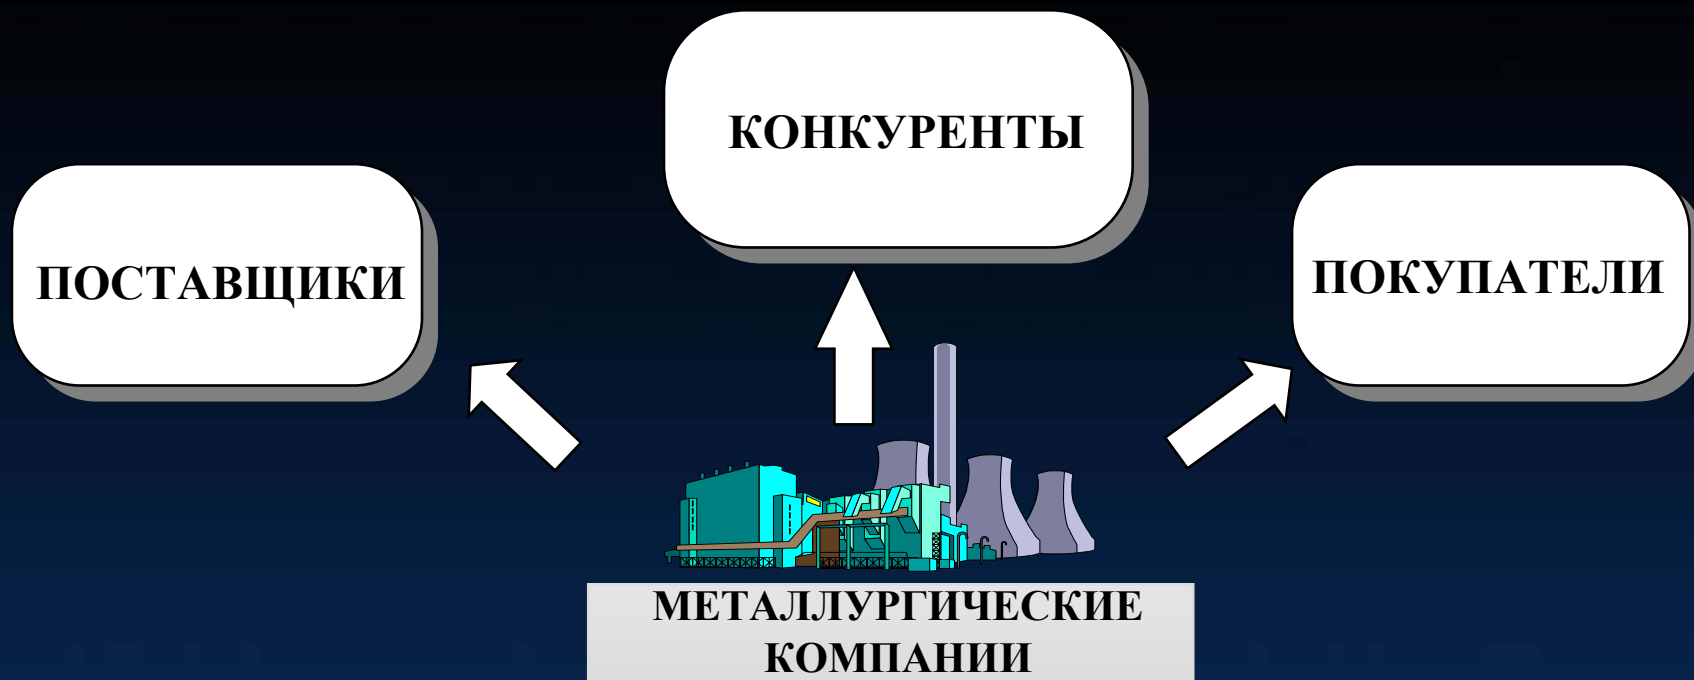 КОНКУРЕНТЫ
ПОСТАВЩИКИ
ПОКУПАТЕЛИ
МЕТАЛЛУРГИЧЕСКИЕ
КОМПАНИИ